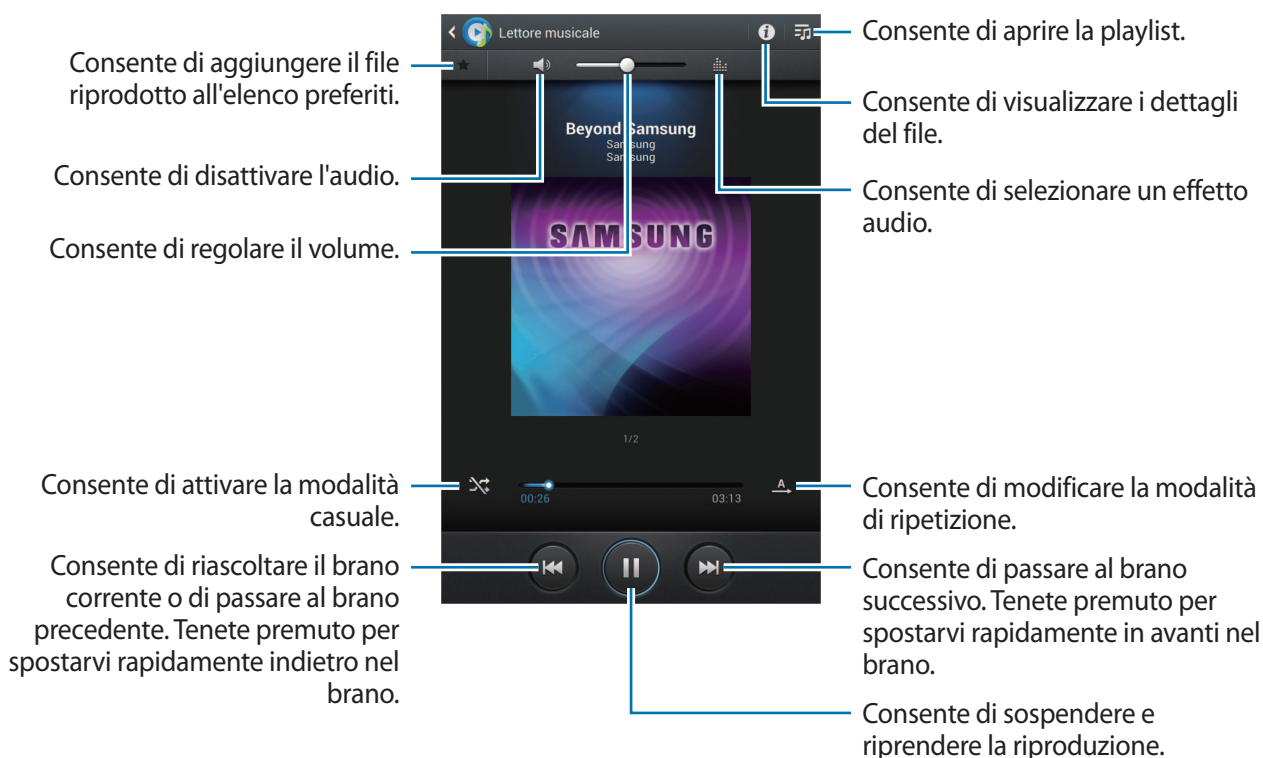 Consente di aggiungere il file
riprodotto all'elenco preferiti.
Consente di disattivare l'audio.
Consente di regolare il volume.
Consente di attivare la modalità
casuale.
Consente di riascoltare il brano
corrente o di passare al brano
precedente. Tenete premuto per
spostarvi rapidamente indietro nel
brano.
Lettore musicale
Beyond Samsung
Samsung
Samsung
SAMSUNG
1/2
00:26
03:13
A
Consente di aprire la playlist.
Consente di visualizzare i dettagli
del file.
Consente di selezionare un effetto
audio.
Consente di modificare la modalità
di ripetizione.
Consente di passare al brano
successivo. Tenete premuto per
spostarvi rapidamente in avanti nel
brano.
Consente di sospendere e
riprendere la riproduzione.